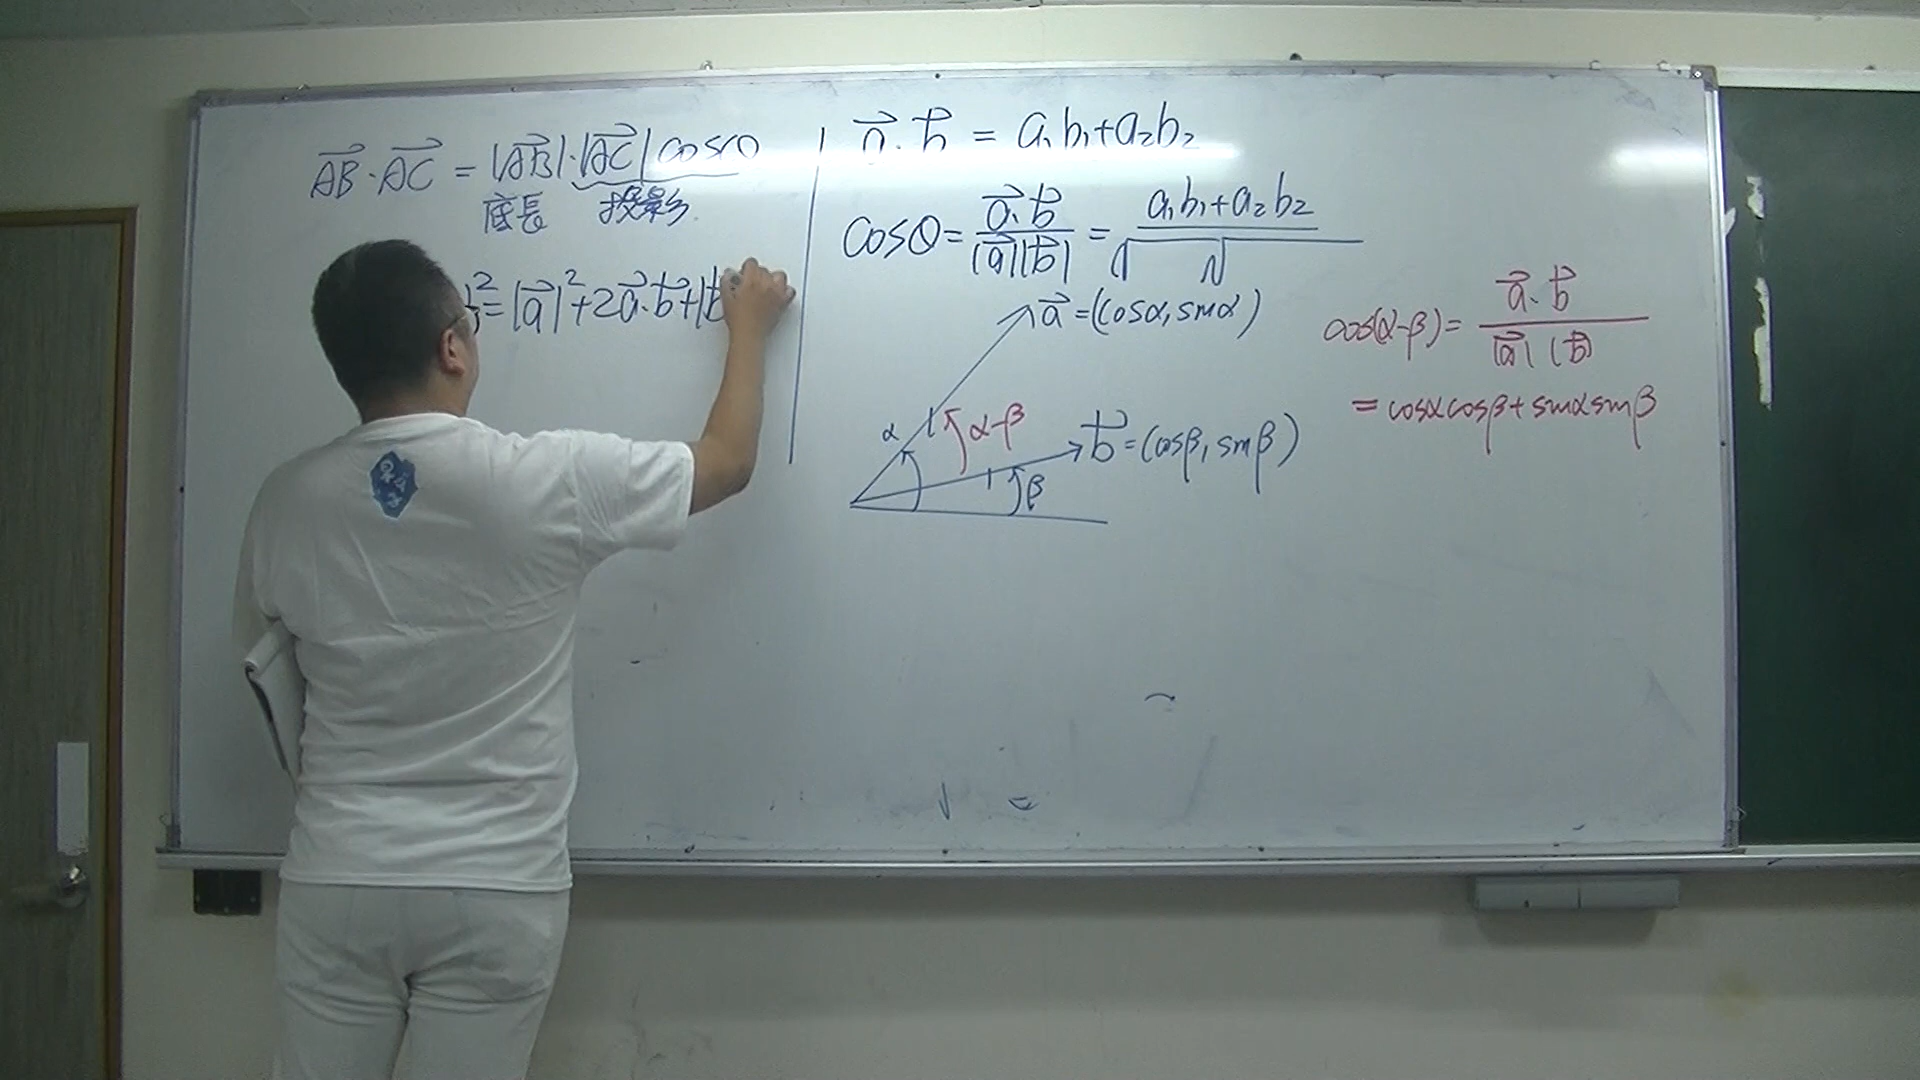 AB⃗ · AC⃗ = |AB⃗| · |AC⃗| cosθ
底長 投影
²= |a⃗|²+2a⃗·b⃗+|b
a⃗ · b⃗ = a₁b₁+a₂b₂
cosθ = a⃗·b⃗ / |a⃗||b⃗| = a₁b₁+a₂b₂ / √ √
a⃗ = (cosα, sinα)
α
α-β
b⃗ = (cosβ, sinβ)
β
cos(α-β) = a⃗·b⃗ / |a⃗| |b⃗|
= cosαcosβ + sinαsinβ